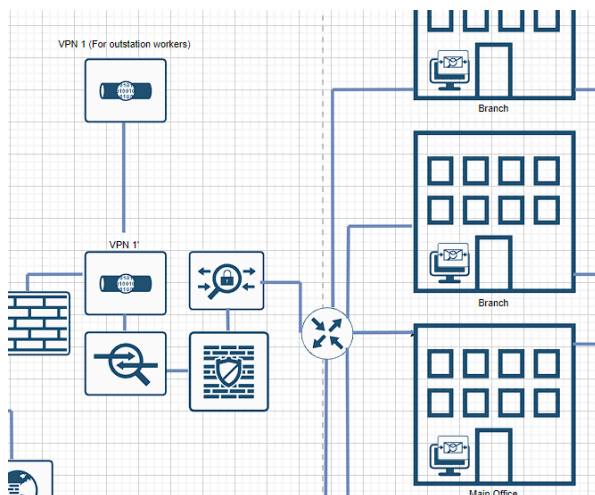 VPN 1 (For outstation workers)
Branch
VPN 1'
Branch
Main Office